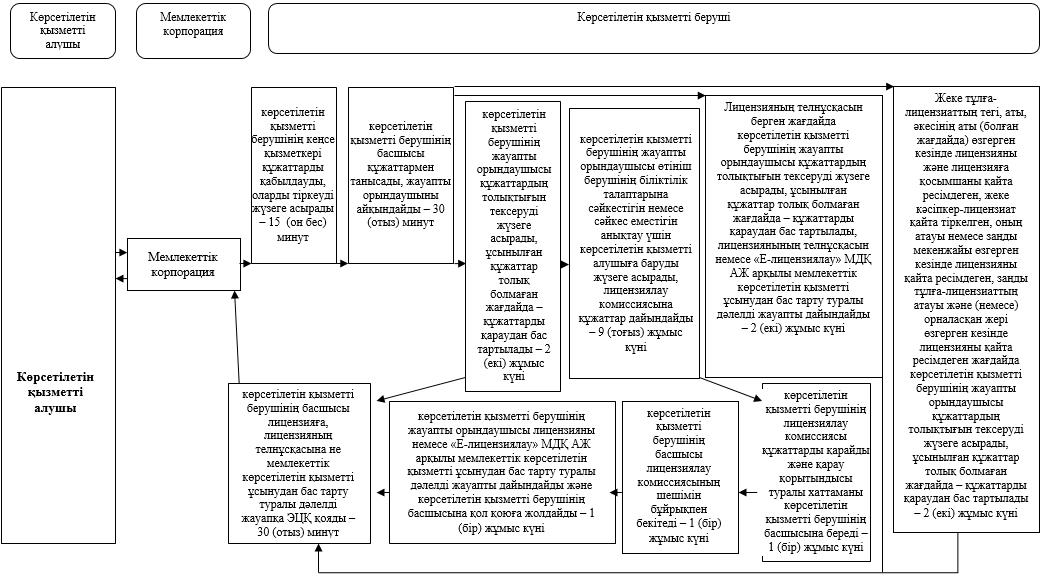 Көрсетілетін
қызметті
алушы
Мемлекеттік
корпорация
Көрсетілетін қызметті беруші
Көрсетілетін
қызметті
алушы
Мемлекеттік
корпорация
көрсетілетін
қызметті
берушінің кеңсе
қызметкері
құжаттарды
қабылдауды,
оларды тіркеуді
жүзеге асырады
– 15 (он бес)
минут
көрсетілетін
қызметті берушінің
басшысы
құжаттармен
танысады, жауапты
орындаушыны
айқындайды – 30
(отыз) минут
көрсетілетін
қызметті
берушінің
жауапты
орындаушысы
құжаттардың
толықтығын
тексеруді
жүзеге
асырады,
ұсынылған
құжаттар
толық
болмаған
жағдайда –
құжаттарды
қараудан бас
тартылады – 2
(екі) жұмыс
күні
көрсетілетін қызметті
берушінің жауапты
орындаушысы өтініш
берушінің біліктілік
талаптарына
сәйкестігін немесе
сәйкес еместігін
анықтау үшін
көрсетілетін қызметті
алушыға баруды
жүзеге асырады,
лицензиялау
комиссиясына
құжаттар дайындайды
– 9 (тоғыз) жұмыс
күні
Лицензияның телнұсқасын
берген жағдайда
көрсетілетін қызметті
берушінің жауапты
орындаушысы құжаттардың
толықтығын тексеруді жүзеге
асырады, ұсынылған
құжаттар толық болмаған
жағдайда – құжаттарды
қараудан бас тартылады,
лицензиянының телнұсқасын
немесе «Е-лицензиялау» МДҚ
АЖ арқылы мемлекеттік
көрсетілетін қызметті
ұсынудан бас тарту туралы
дәлелді жауапты дайындайды
– 2 (екі) жұмыс күні
Жеке тұлға-
лицензиаттың тегі, аты,
әкесінің аты (болған
жағдайда) өзгерген
кезінде лицензияны
және лицензияға
қосымшаны қайта
ресімдеген, жеке
кәсіпкер-лицензиат
қайта тіркелген, оның
атауы немесе заңды
мекенжайы өзгерген
кезінде лицензияны
қайта ресімдеген, заңды
тұлға-лицензиаттың
атауы және (немесе)
орналасқан жері
өзгерген кезінде
лицензияны қайта
ресімдеген жағдайда
көрсетілетін қызметті
берушінің жауапты
орындаушысы
құжаттардың
толықтығын тексеруді
жүзеге асырады,
ұсынылған құжаттар
толық болмаған
жағдайда – құжаттарды
қараудан бас тартылады
– 2 (екі) жұмыс күні
көрсетілетін қызметті
берушінің басшысы
лицензияға,
лицензияның
телнұсқасына не
мемлекеттік
көрсетілетін қызметті
ұсынудан бас тарту
туралы дәлелді
жауапқа ЭЦҚ қояды –
30 (отыз) минут
көрсетілетін қызметті берушінің
жауапты орындаушысы лицензияны
немесе «Е-лицензиялау» МДҚ АЖ
арқылы мемлекеттік көрсетілетін
қызметті ұсынудан бас тарту туралы
дәлелді жауапты дайындайды және
көрсетілетін қызметті берушінің
басшысына қол қоюға жолдайды – 1
(бір) жұмыс күні
көрсетілетін
қызметті
берушінің
басшысы
лицензиялау
комиссиясының
шешімін
бұйрықпен
бекітеді – 1 (бір)
жұмыс күні
көрсетілетін
қызметті берушінің
лицензиялау
комиссиясы
құжаттарды қарайды
және қарау
қорытындысы
туралы хаттаманы
көрсетілетін
қызметті берушінің
басшысына береді –
1 (бір) жұмыс күні